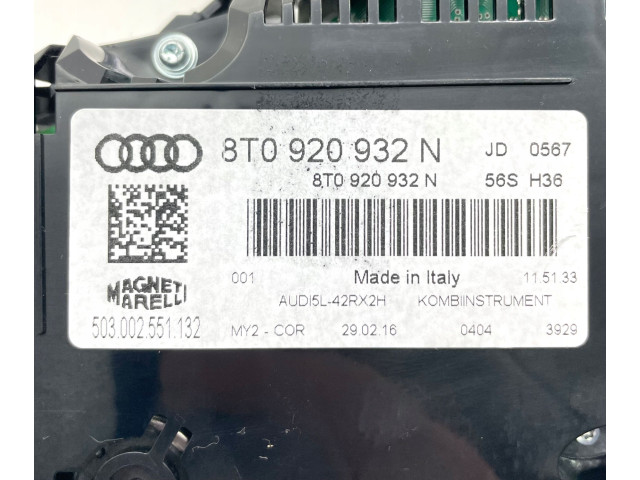 8T0 920 932 N JD 0567
8T0 920 932 N 56S H36
001 Made in Italy 11.51.33
MAGNETI MARELLI
AUDI5L-42RX2H KOMBIINSTRUMENT
503.002.551.132
MY2 - COR 29.02.16 0404 3929